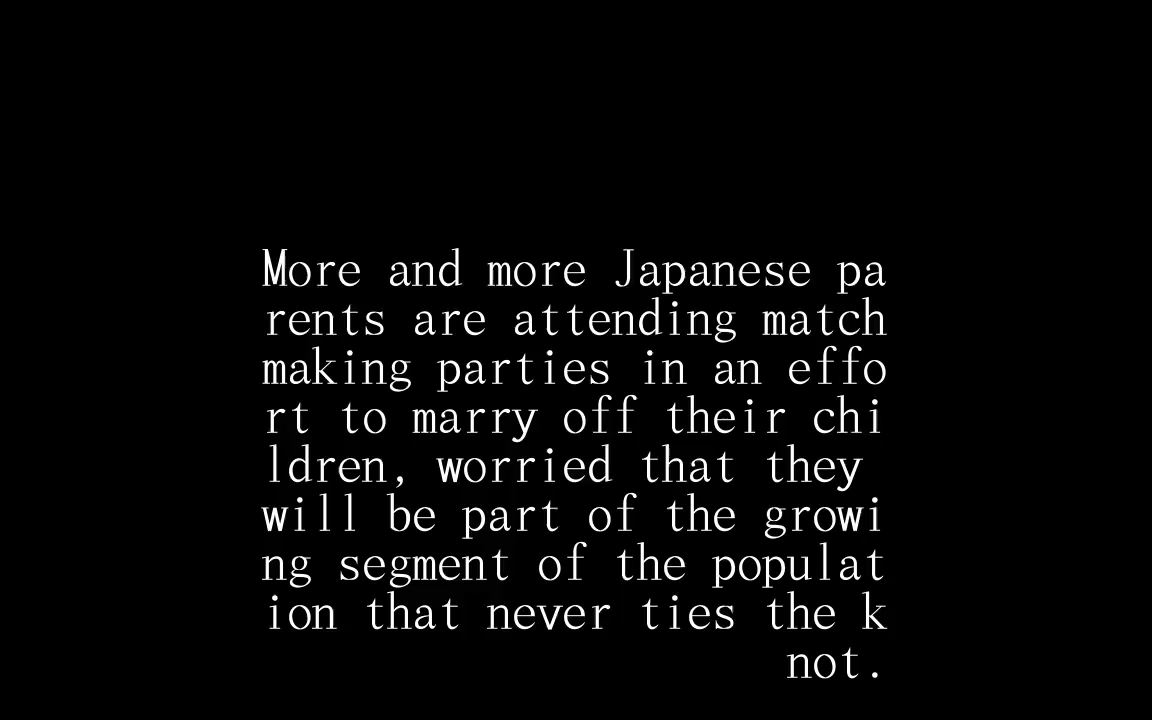 More and more Japanese pa
rents are attending match
making parties in an effo
rt to marry off their chi
ldren, worried that they
will be part of the growi
ng segment of the populat
ion that never ties the k
not.